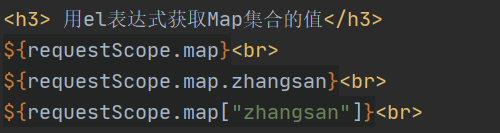 <h3> 用el表达式获取Map集合的值</h3>
${requestScope.map}<br>
${requestScope.map.zhangsan}<br>
${requestScope.map["zhangsan"]}<br>